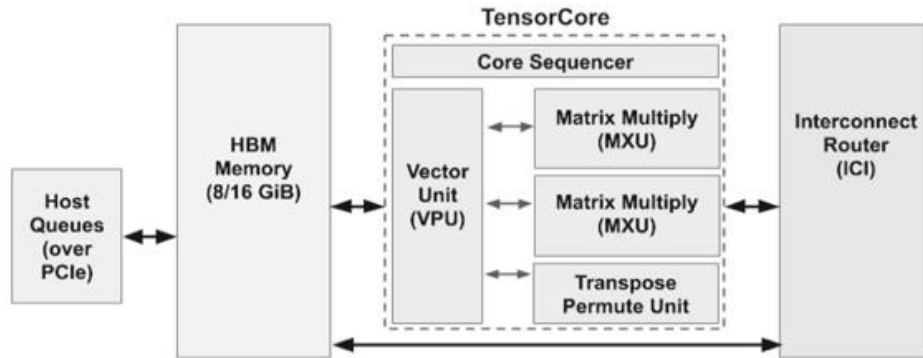 TensorCore
Core Sequencer
HBM
Memory
(8/16 GiB)
Host
Queues
(over
PCIe)
Vector
Unit
(VPU)
Matrix Multiply
(MXU)
Matrix Multiply
(MXU)
Transpose
Permute Unit
Interconnect
Router
(ICI)